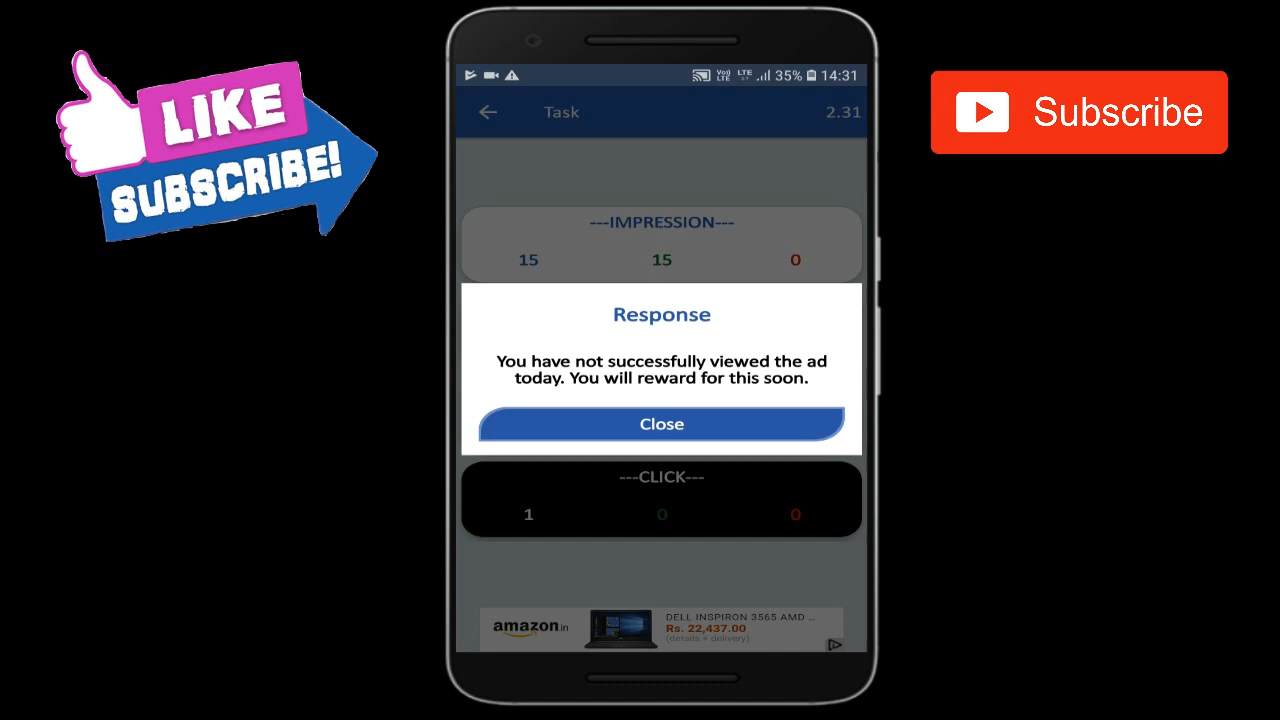 LIKE
SUBSCRIBE!
Subscribe
LTE 35% 14:31
Task 2.31
---IMPRESSION---
15 15 0
Response
You have not successfully viewed the ad
today. You will reward for this soon.
Close
---CLICK---
1 0 0
amazon.in
DELL INSPIRON 3565 AMD ...
Rs. 22,437.00
(details + delivery)